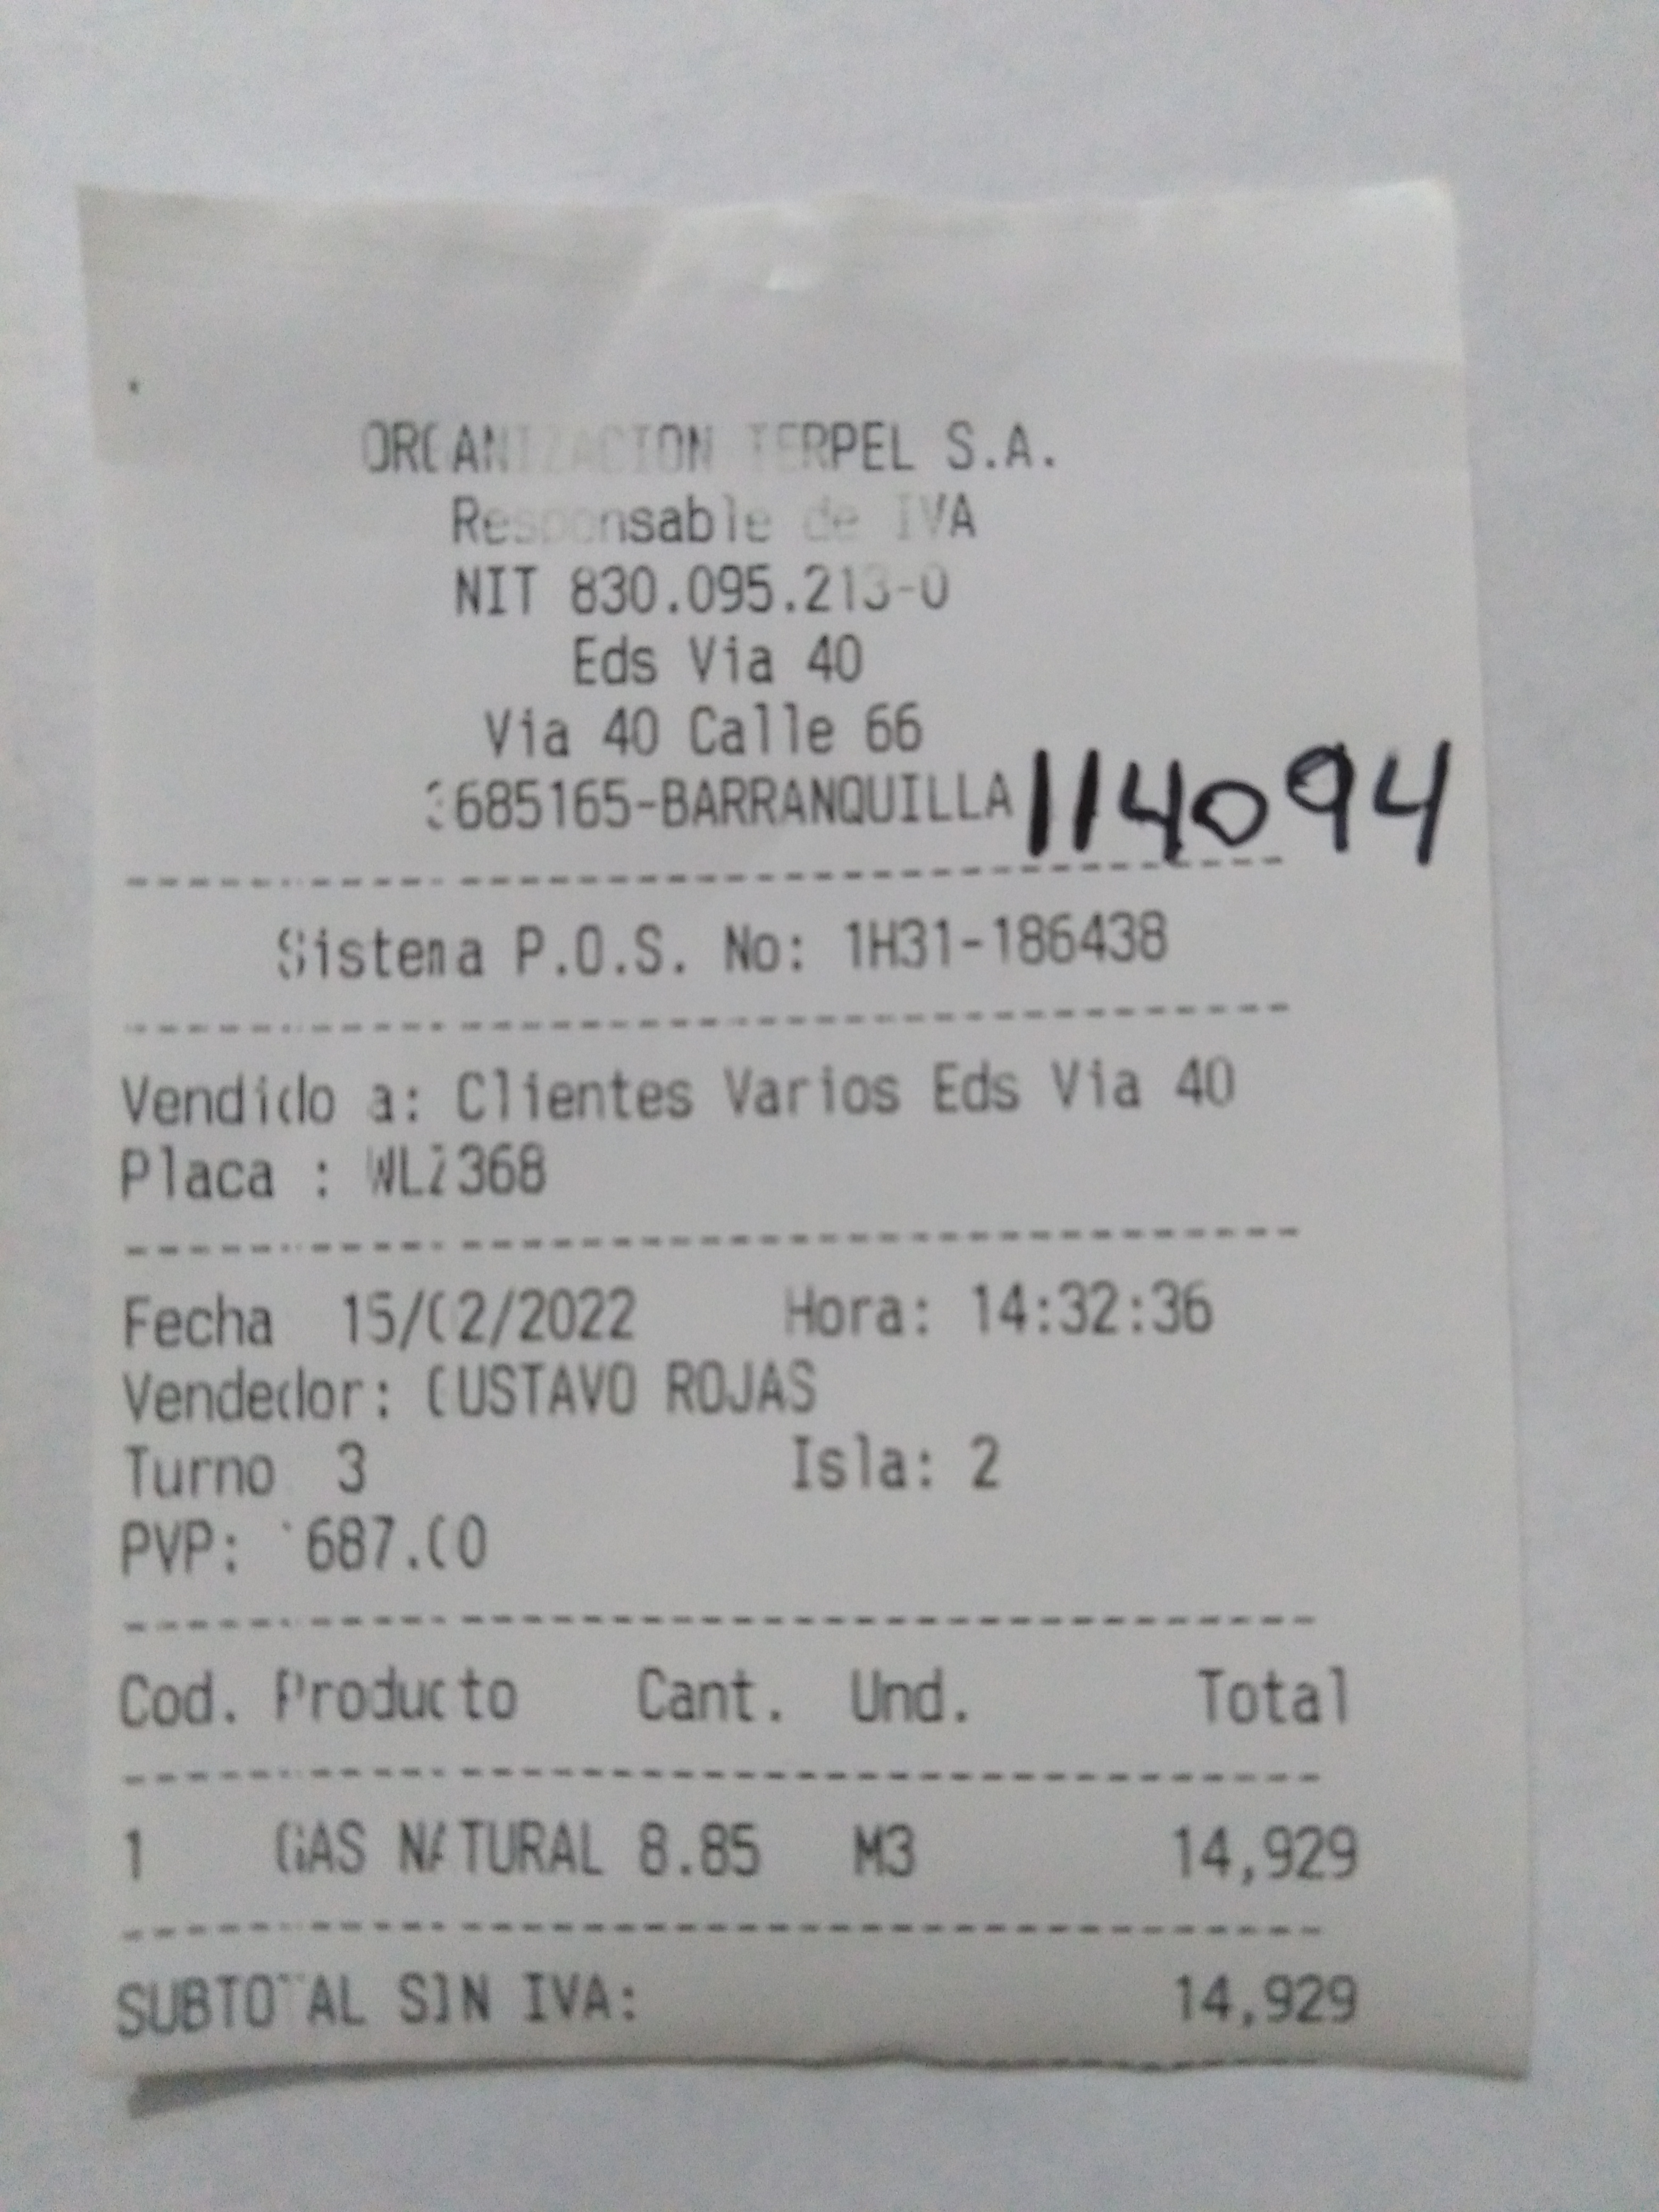 ORGANIZACION TERPEL S.A.
Responsable de IVA
NIT 830.095.213-0
Eds Via 40
Via 40 Calle 66
3685165-BARRANQUILLA 114094
Sistema P.O.S. No: 1H31-186438
Vendido a: Clientes Varios Eds Via 40
Placa : WLZ368
Fecha 15/02/2022 Hora: 14:32:36
Vendedor: GUSTAVO ROJAS
Turno 3 Isla: 2
PVP: 1687.00
Cod. Producto Cant. Und. Total
1 GAS NATURAL 8.85 M3 14,929
SUBTOTAL SIN IVA: 14,929